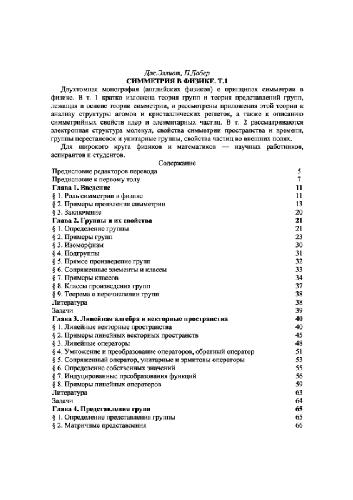 Дж.Эллиот, П.Добер
СИММЕТРИЯ В ФИЗИКЕ. Т.1
Двухтомная монография (английских физиков) о принципах симметрии в
физике. В т. 1 кратко изложена теория групп и теория представлений групп,
лежащая в основе теории симметрии, и рассмотрены приложения этой теории к
анализу структуры атомов и кристаллических решеток, а также к описанию
симметрийных свойств ядер и элементарных частиц. В т. 2 рассматриваются
электронная структура молекул, свойства симметрии пространства и времени,
группы перестановок и унитарные группы, свойства частиц во внешних полях.
Для широкого круга физиков и математиков — научных работников,
аспирантов и студентов.
Содержание
Предисловие редакторов перевода 5
Предисловие к первому тому 7
Глава 1. Введение 11
§ 1. Роль симметрии в физике 11
§ 2. Примеры применения симметрии 13
§ 3. Заключение 20
Глава 2. Группы и их свойства 21
§ 1. Определение группы 21
§ 2. Примеры групп 23
§ 3. Изоморфизм 30
§ 4. Подгруппы 31
§ 5. Прямое произведение групп 32
§ 6. Сопряженные элементы и классы 33
§ 7. Примеры классов 34
§ 8. Классы произведения групп 37
§ 9. Теорема о перечислении групп 38
Литература 38
Задачи 39
Глава 3. Линейная алгебра и векторные пространства 40
§ 1. Линейные векторные пространства 40
§ 2. Примеры линейных векторных пространств 45
§ 3. Линейные операторы 48
§ 4. Умножение и преобразование операторов, обратный оператор 51
§ 5. Сопряженный оператор, унитарные и эрмитовы операторы 53
§ 6. Определение собственных значений 55
§ 7. Индуцированные преобразования функций 56
§ 8. Примеры линейных операторов 59
Литература 63
Задачи 64
Глава 4. Представления групп 65
§ 1. Определение представления группы 65
§ 2. Матричные представления 66